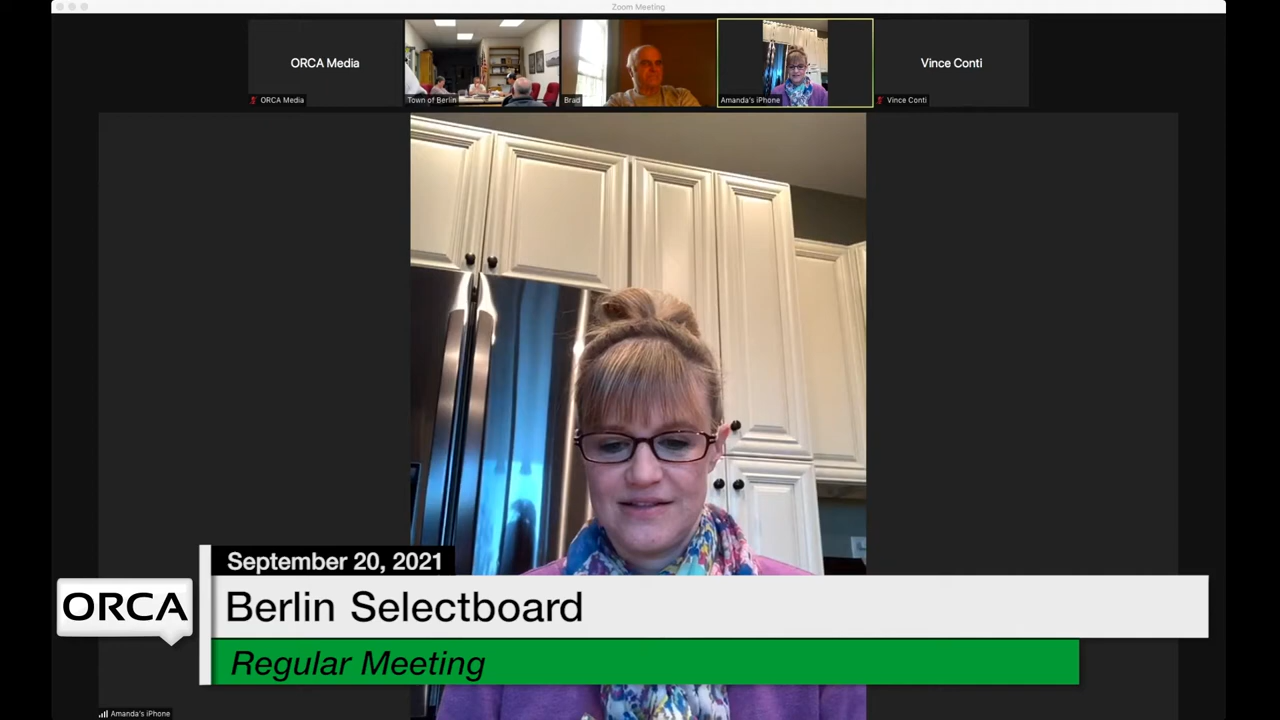 Zoom Meeting
ORCA Media
Vince Conti
ORCA Media
Town of Berlin
Brad
Amanda's iPhone
Vince Conti
September 20, 2021
ORCA
Berlin Selectboard
Regular Meeting
Amanda's iPhone